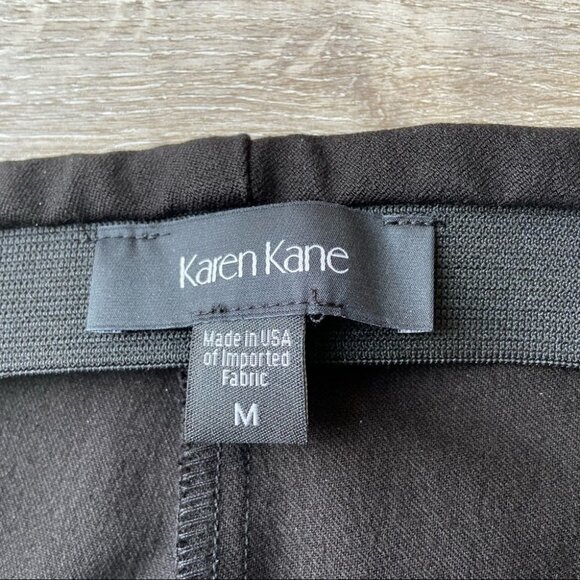 Karen Kane
Made in USA
of Imported
Fabric
M